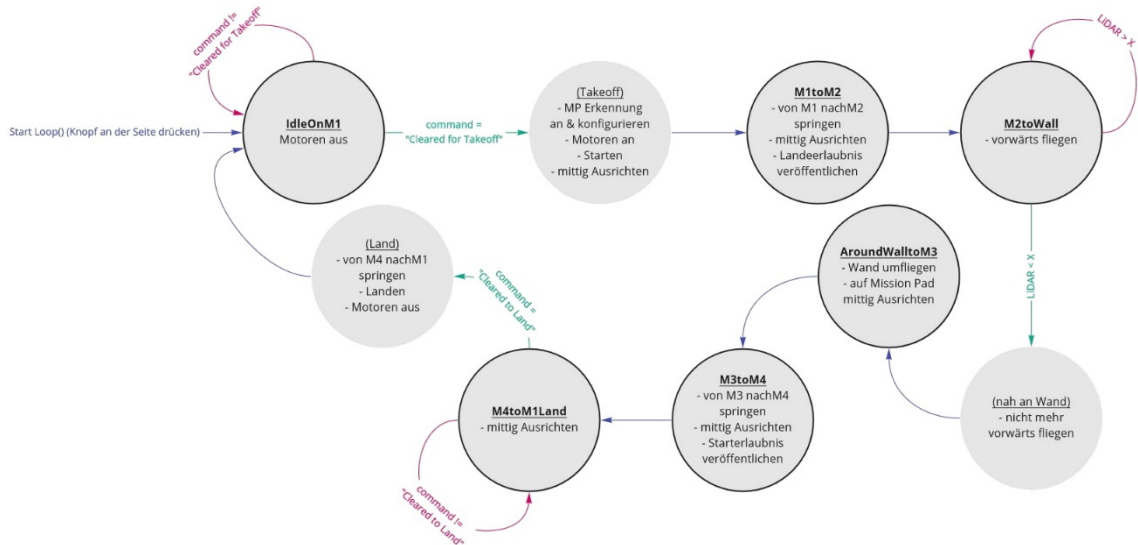 command !=
"Cleared for Takeoff"
Start Loop() (Knopf an der Seite drücken)
IdleOnM1
Motoren aus
command =
"Cleared for Takeoff"
(Takeoff)
- MP Erkennung
an & konfigurieren
- Motoren an
- Starten
- mittig Ausrichten
M1toM2
- von M1 nachM2
springen
- mittig Ausrichten
- Landeerlaubnis
veröffentlichen
M2toWall
- vorwärts fliegen
LiDAR > X
LiDAR < X
(nah an Wand)
- nicht mehr
vorwärts fliegen
AroundWalltoM3
- Wand umfliegen
- auf Mission Pad
mittig Ausrichten
M3toM4
- von M3 nachM4
springen
- mittig Ausrichten
- Starterlaubnis
veröffentlichen
M4toM1Land
- mittig Ausrichten
command !=
"Cleared to Land"
command =
"Cleared to Land"
(Land)
- von M4 nachM1
springen
- Landen
- Motoren aus